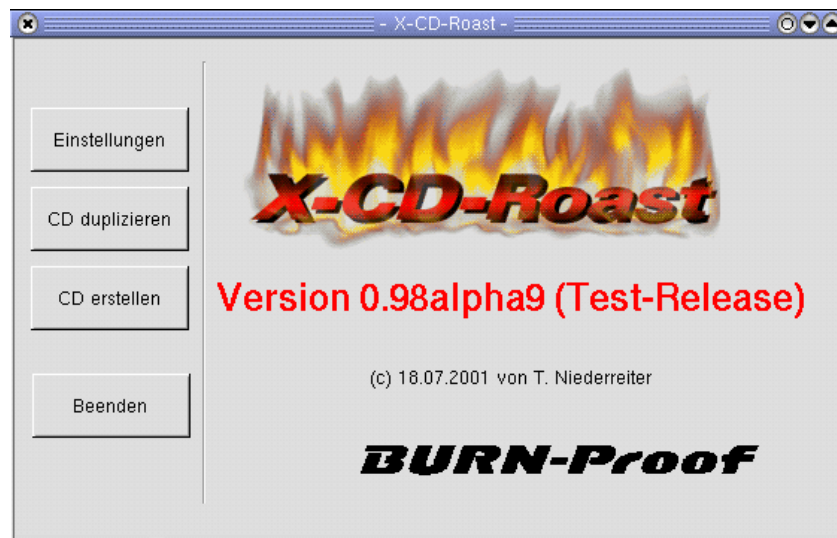 - X-CD-Roast -
Einstellungen
CD duplizieren
CD erstellen
Beenden
X-CD-Roast
Version 0.98alpha9 (Test-Release)
(c) 18.07.2001 von T. Niederreiter
BURN-Proof